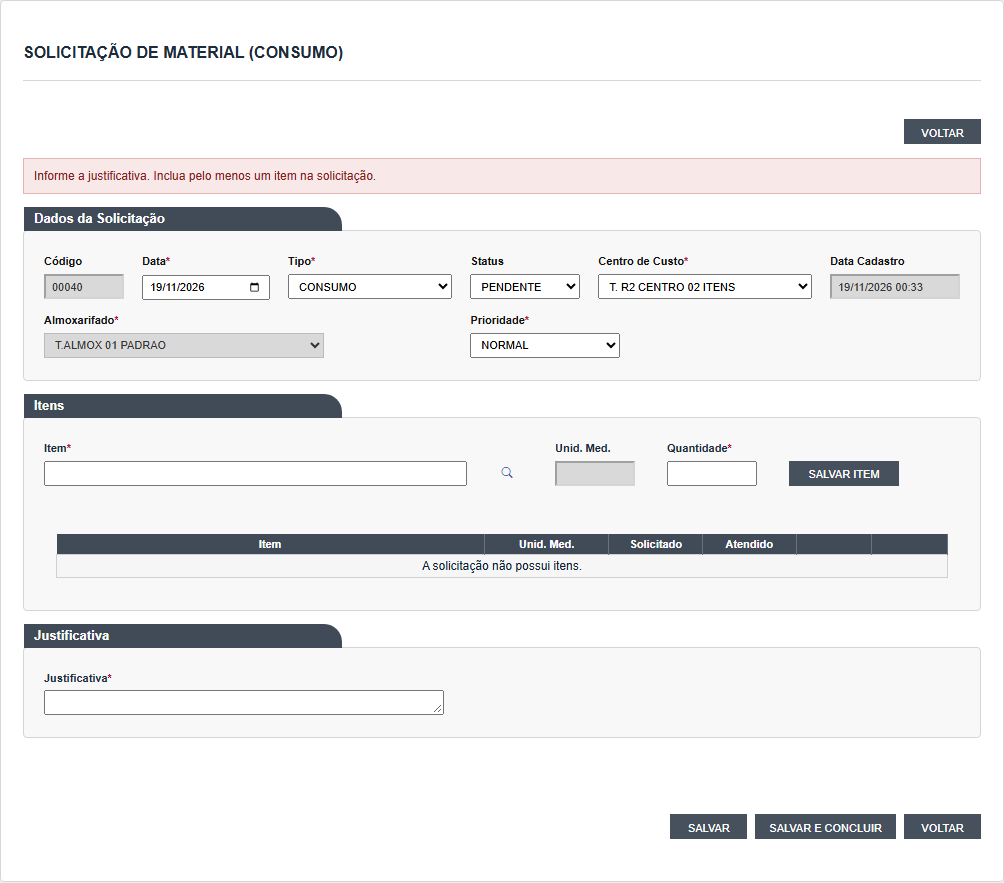 SOLICITAÇÃO DE MATERIAL (CONSUMO)
VOLTAR
Informe a justificativa. Inclua pelo menos um item na solicitação.
Dados da Solicitação
Código Data* Tipo* Status Centro de Custo* Data Cadastro
00040 19/11/2026 CONSUMO PENDENTE T. R2 CENTRO 02 ITENS 19/11/2026 00:33
Almoxarifado* Prioridade*
T.ALMOX 01 PADRAO NORMAL
Itens
Item* Unid. Med. Quantidade*
SALVAR ITEM
Item Unid. Med. Solicitado Atendido
A solicitação não possui itens.
Justificativa
Justificativa*
SALVAR SALVAR E CONCLUIR VOLTAR